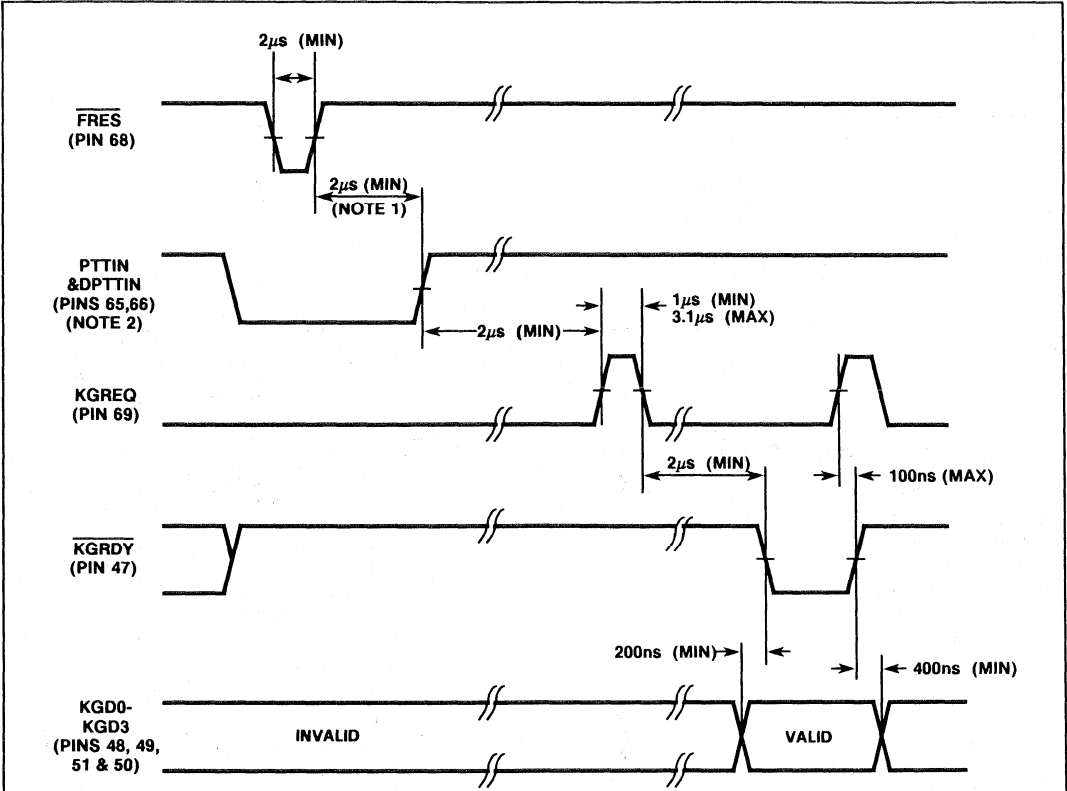 2μs (MIN)
FRES
(PIN 68)
2μs (MIN)
(NOTE 1)
PTTIN
&DPTTIN
(PINS 65,66)
(NOTE 2)
1μs (MIN)
3.1μs (MAX)
2μs (MIN)
KGREQ
(PIN 69)
2μs (MIN)
100ns (MAX)
KGRDY
(PIN 47)
200ns (MIN)
400ns (MIN)
KGD0-
KGD3
(PINS 48, 49,
51 & 50)
INVALID
VALID